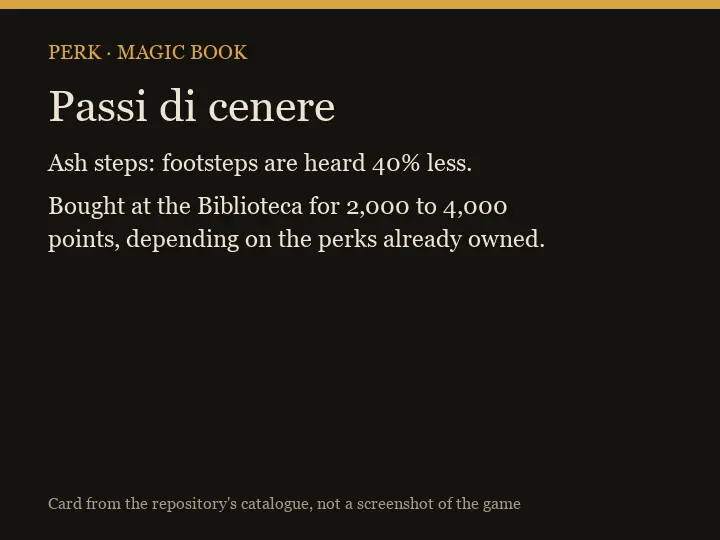 PERK · MAGIC BOOK
Passi di cenere
Ash steps: footsteps are heard 40% less.
Bought at the Biblioteca for 2,000 to 4,000
points, depending on the perks already owned.
Card from the repository's catalogue, not a screenshot of the game